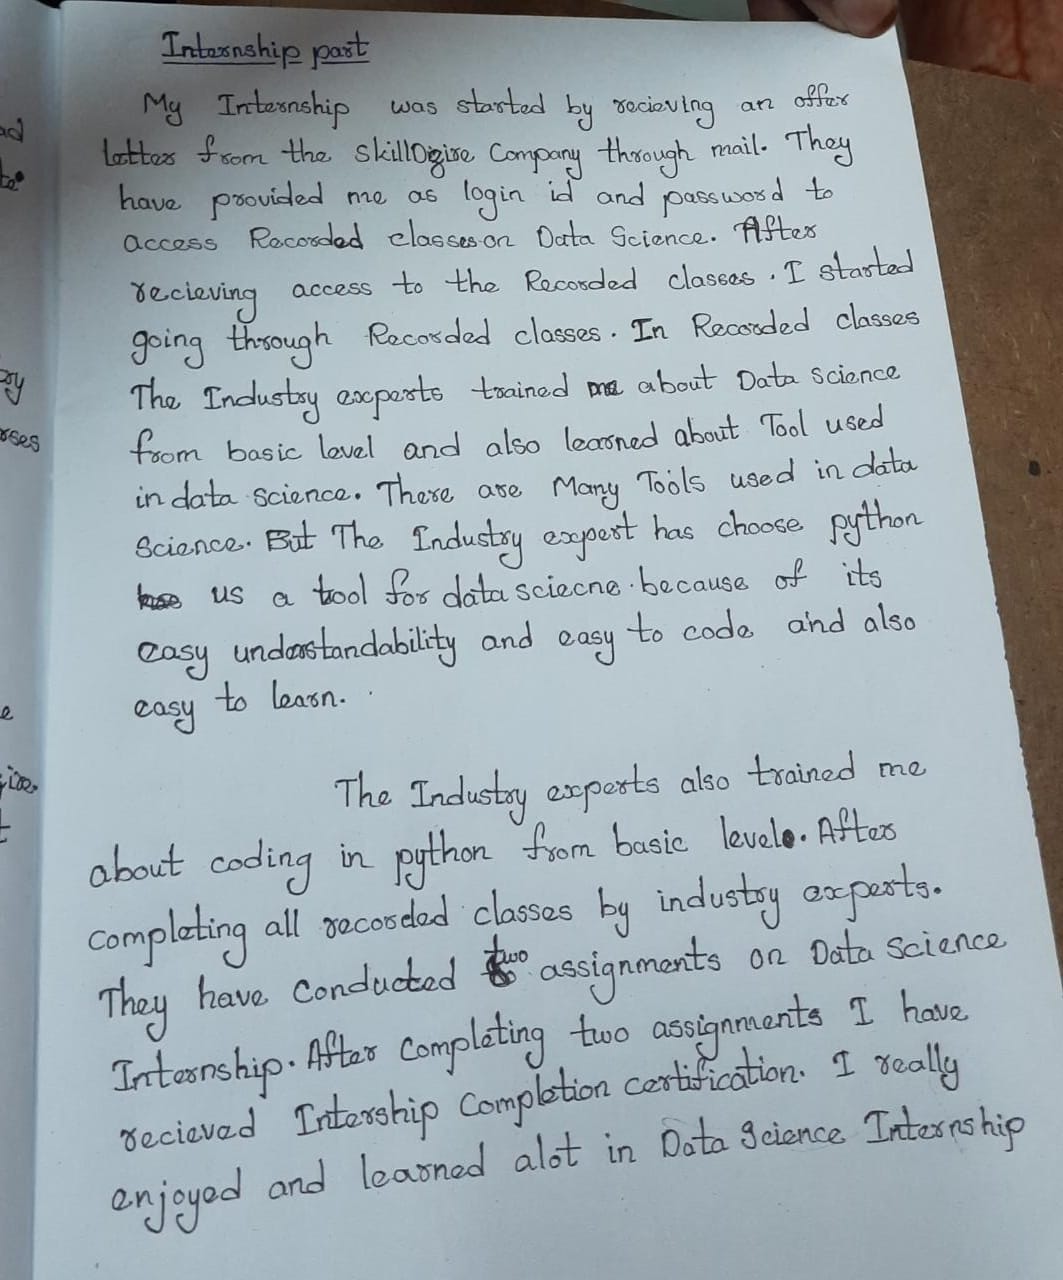 Internship part
My Internship was started by recieving an offer
letter from the SkillDzire Company through mail. They
have provided me as login id and password to
access Recorded classes on Data Science. After
recieving access to the Recorded classes. I started
going through Recorded classes. In Recorded classes
The Industry experts trained me about Data Science
from basic level and also learned about Tool used
in data science. There are Many Tools used in data
Science. But The Industry expert has choose python
us a tool for data sciecne because of its
easy understandability and easy to code and also
easy to learn.
The Industry experts also trained me
about coding in python from basic level. After
completing all recorded classes by industry experts.
They have conducted two assignments on Data Science
Internship. After completing two assignments I have
recieved Intership Completion certification. I really
enjoyed and learned alot in Data Science Internship